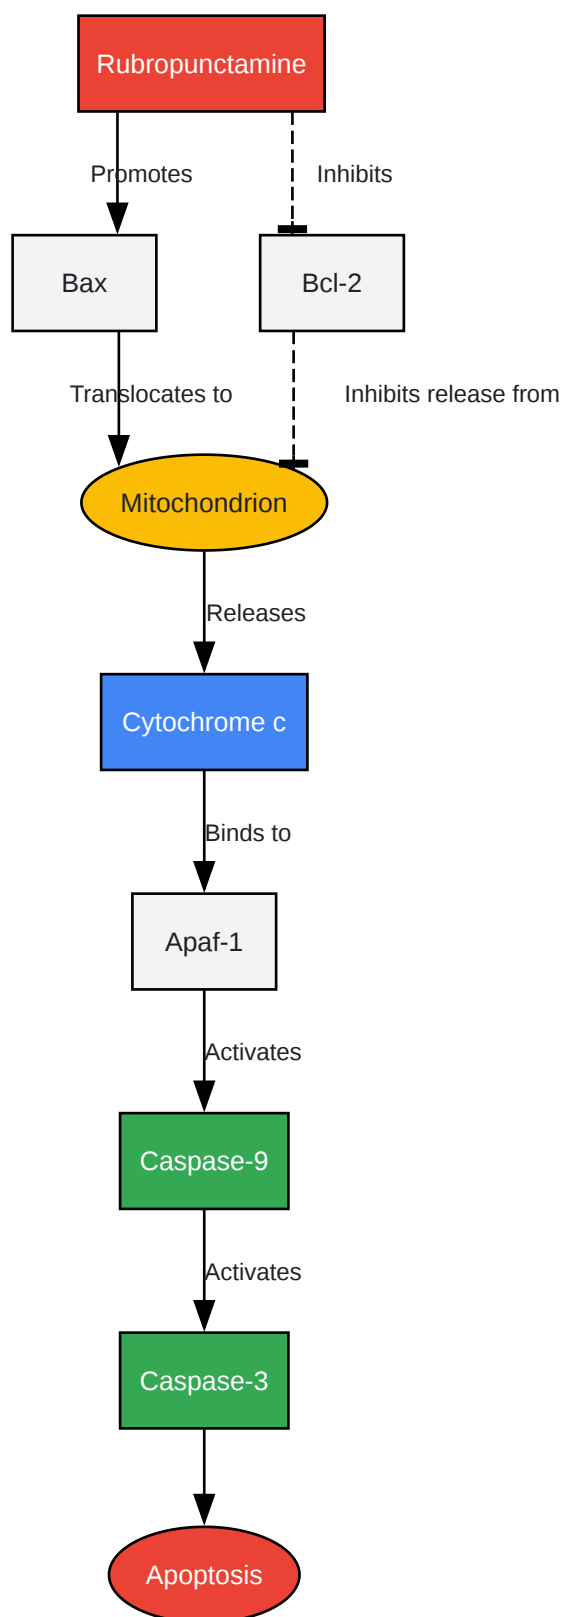 Rubropunctamine
Promotes
Inhibits
Bax
Bcl-2
Translocates to
Inhibits release from
Mitochondrion
Releases
Cytochrome c
Binds to
Apaf-1
Activates
Caspase-9
Activates
Caspase-3
Apoptosis